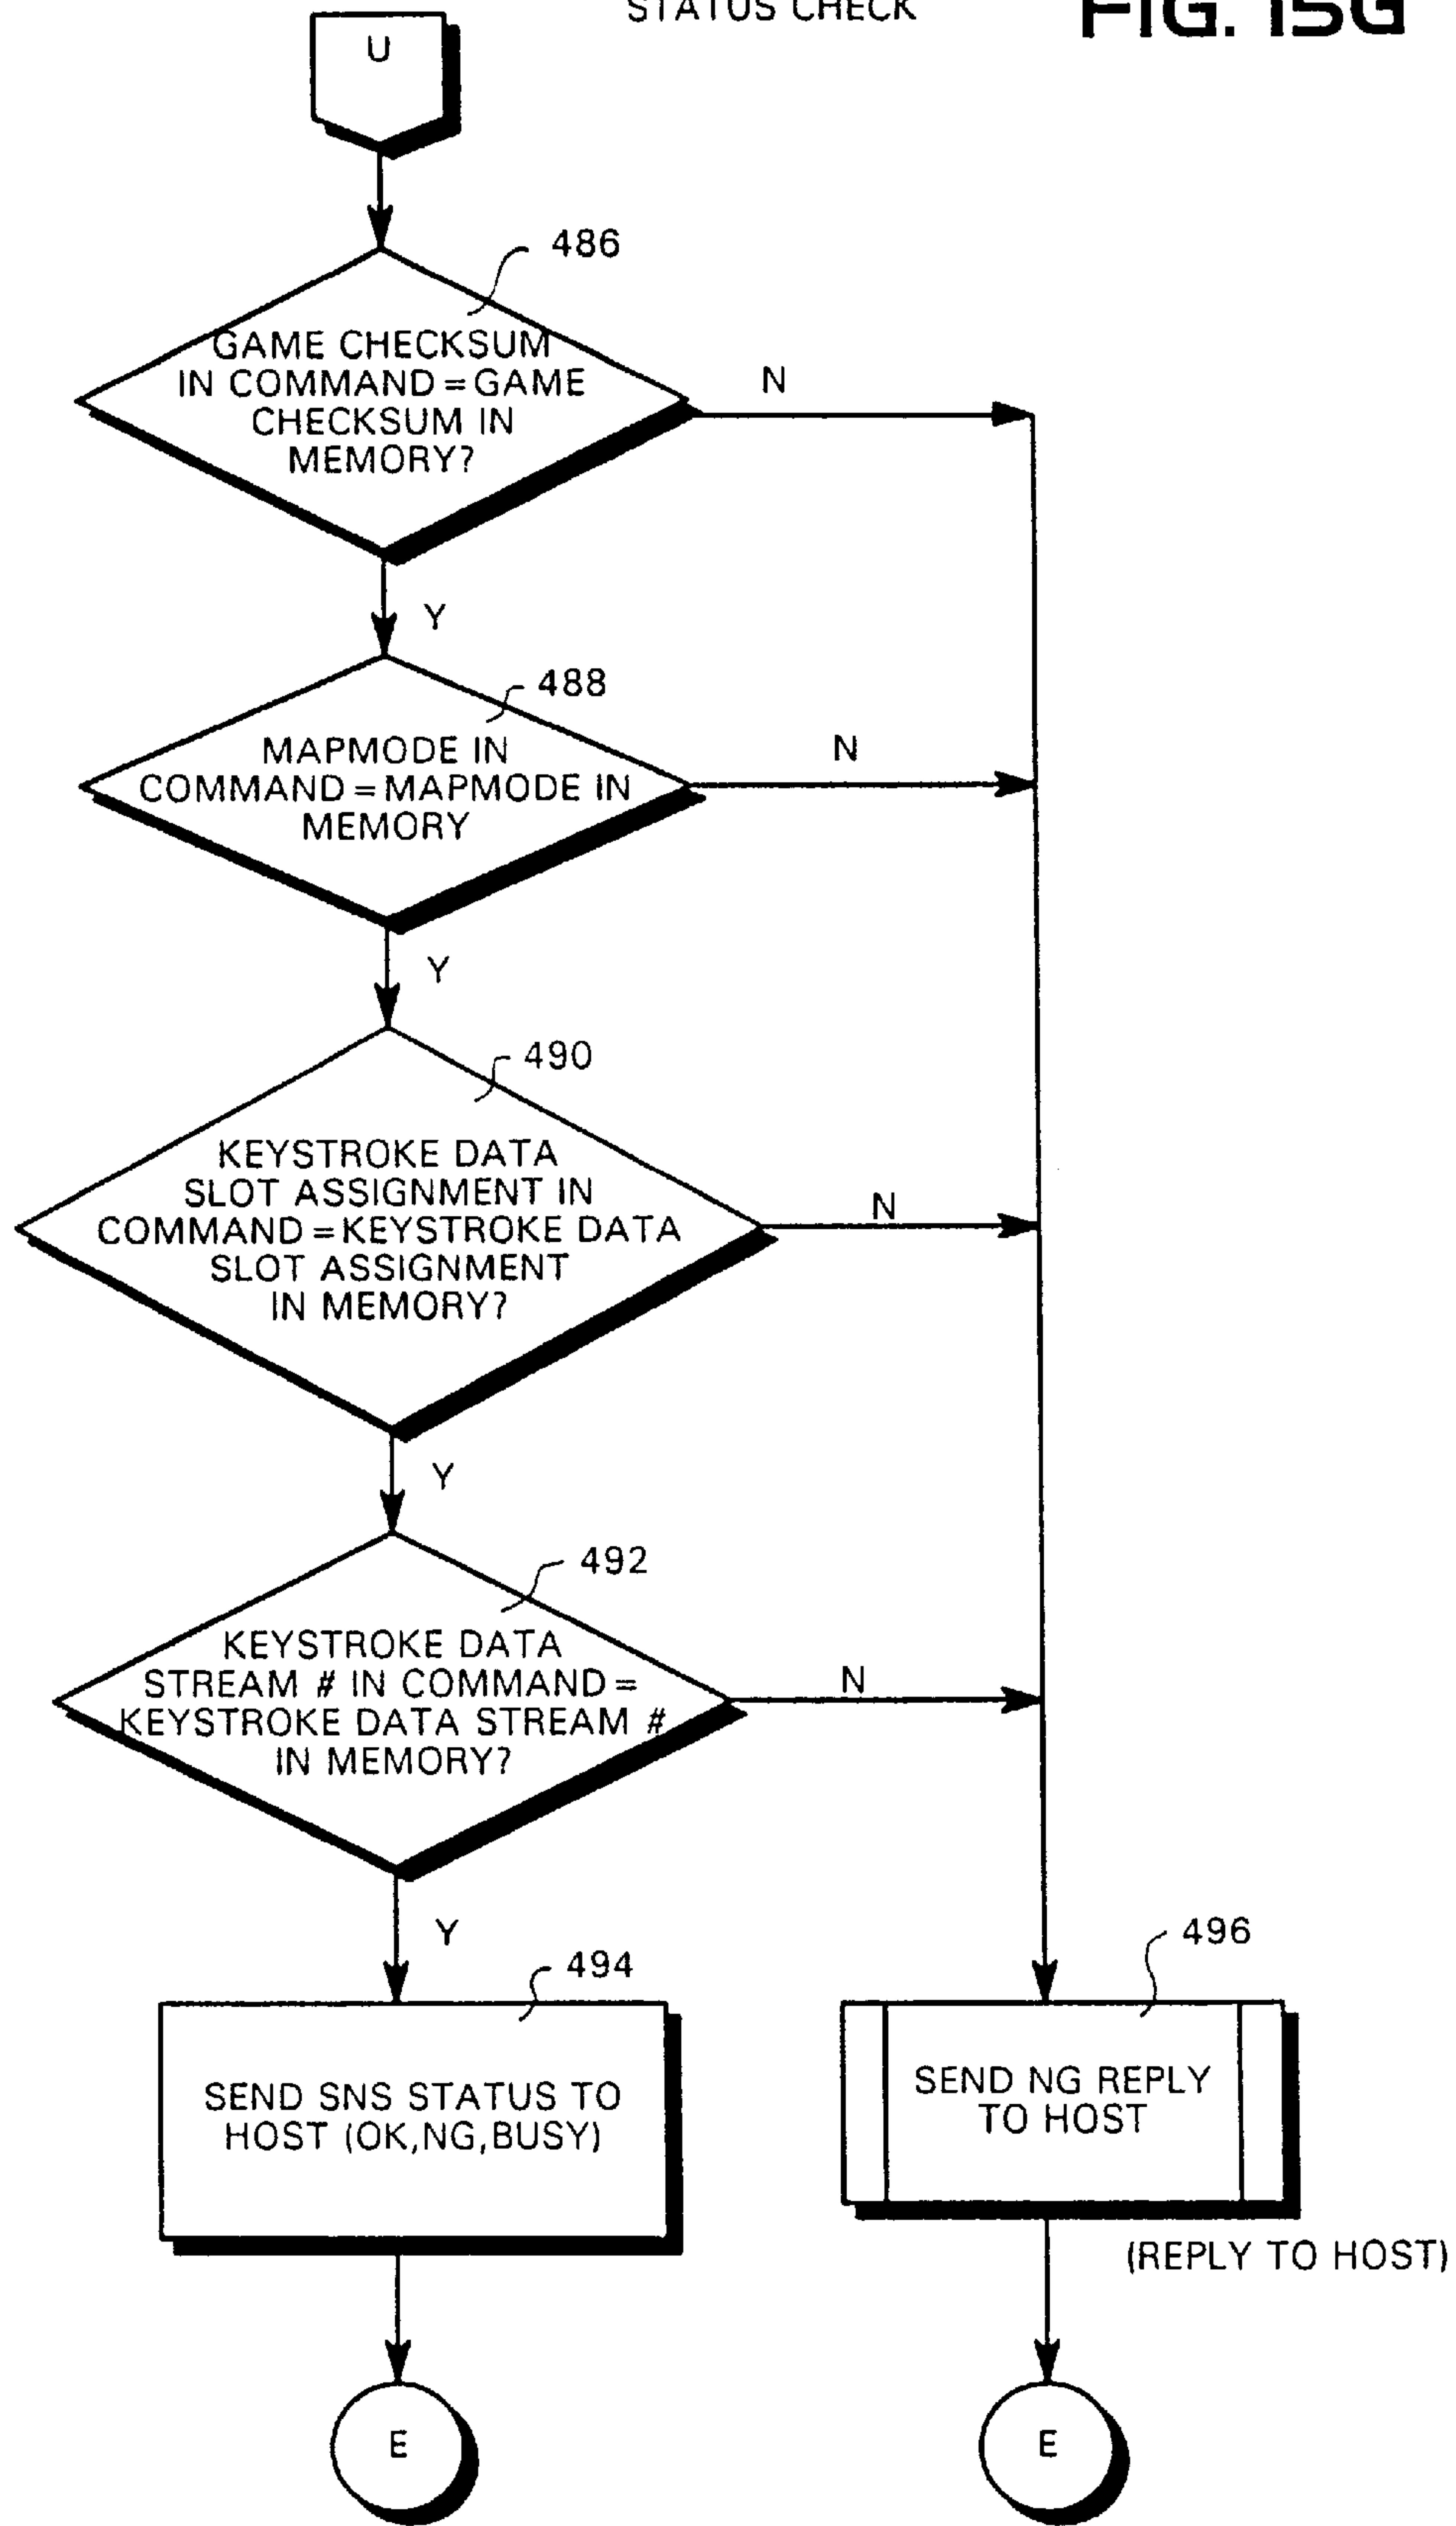 STATUS CHECK
FIG. 15G
U
486
GAME CHECKSUM
IN COMMAND = GAME
CHECKSUM IN
MEMORY?
N
Y
488
MAPMODE IN
COMMAND = MAPMODE IN
MEMORY
N
Y
490
KEYSTROKE DATA
SLOT ASSIGNMENT IN
COMMAND = KEYSTROKE DATA
SLOT ASSIGNMENT
IN MEMORY?
N
Y
492
KEYSTROKE DATA
STREAM # IN COMMAND =
KEYSTROKE DATA STREAM #
IN MEMORY?
N
Y
494
SEND SNS STATUS TO
HOST (OK,NG,BUSY)
496
SEND NG REPLY
TO HOST
(REPLY TO HOST)
E
E